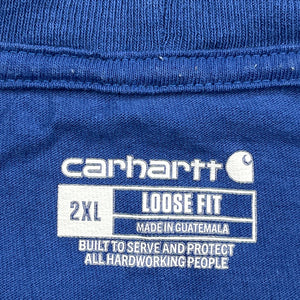 carhartt
2XL LOOSE FIT
MADE IN GUATEMALA
BUILT TO SERVE AND PROTECT
ALL HARDWORKING PEOPLE